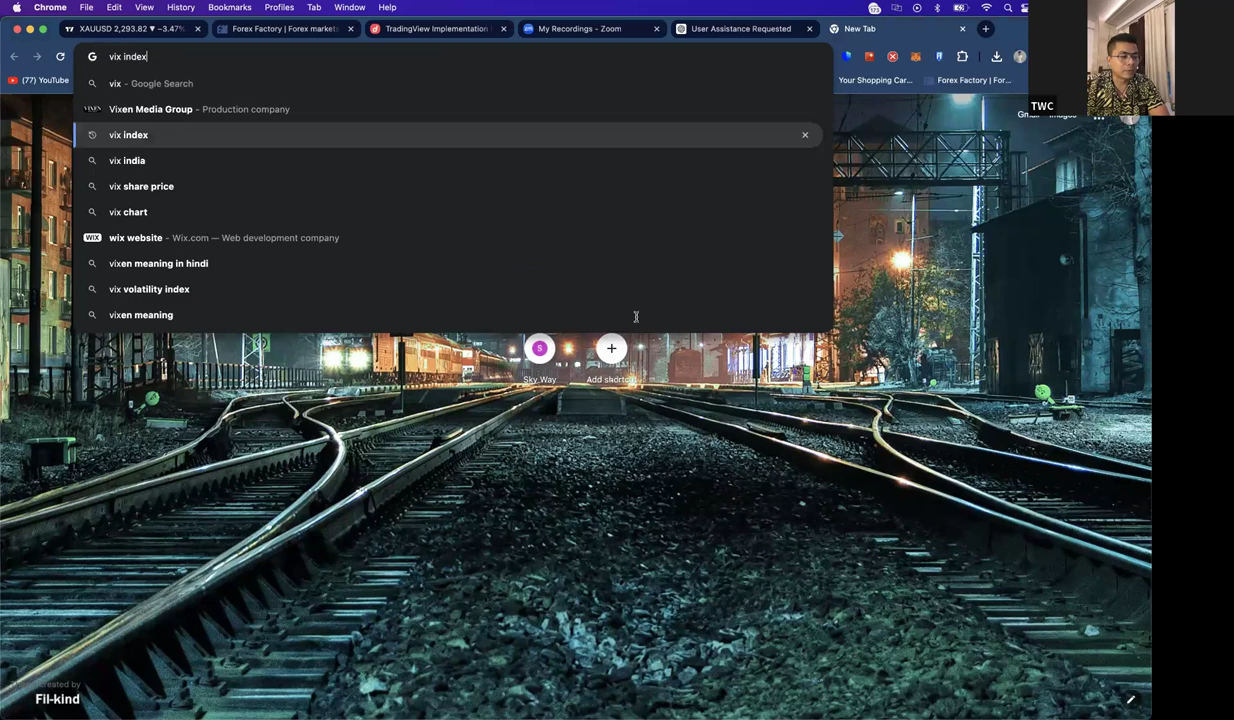 Chrome File Edit View History Bookmarks Profiles Tab Window Help
XAUUSD 2,293.82 ▼ −3.47%
Forex Factory | Forex markets
TradingView Implementation
My Recordings - Zoom
User Assistance Requested
New Tab
vix index
(77) YouTube
Your Shopping Car...
Forex Factory | Fo
vix - Google Search
Vixen Media Group - Production company
vix index
vix india
vix share price
vix chart
WIX wix website - Wix.com — Web development company
vixen meaning in hindi
vix volatility index
vixen meaning
TWC
S
Sky Way
Add shortcut
Fil-kind